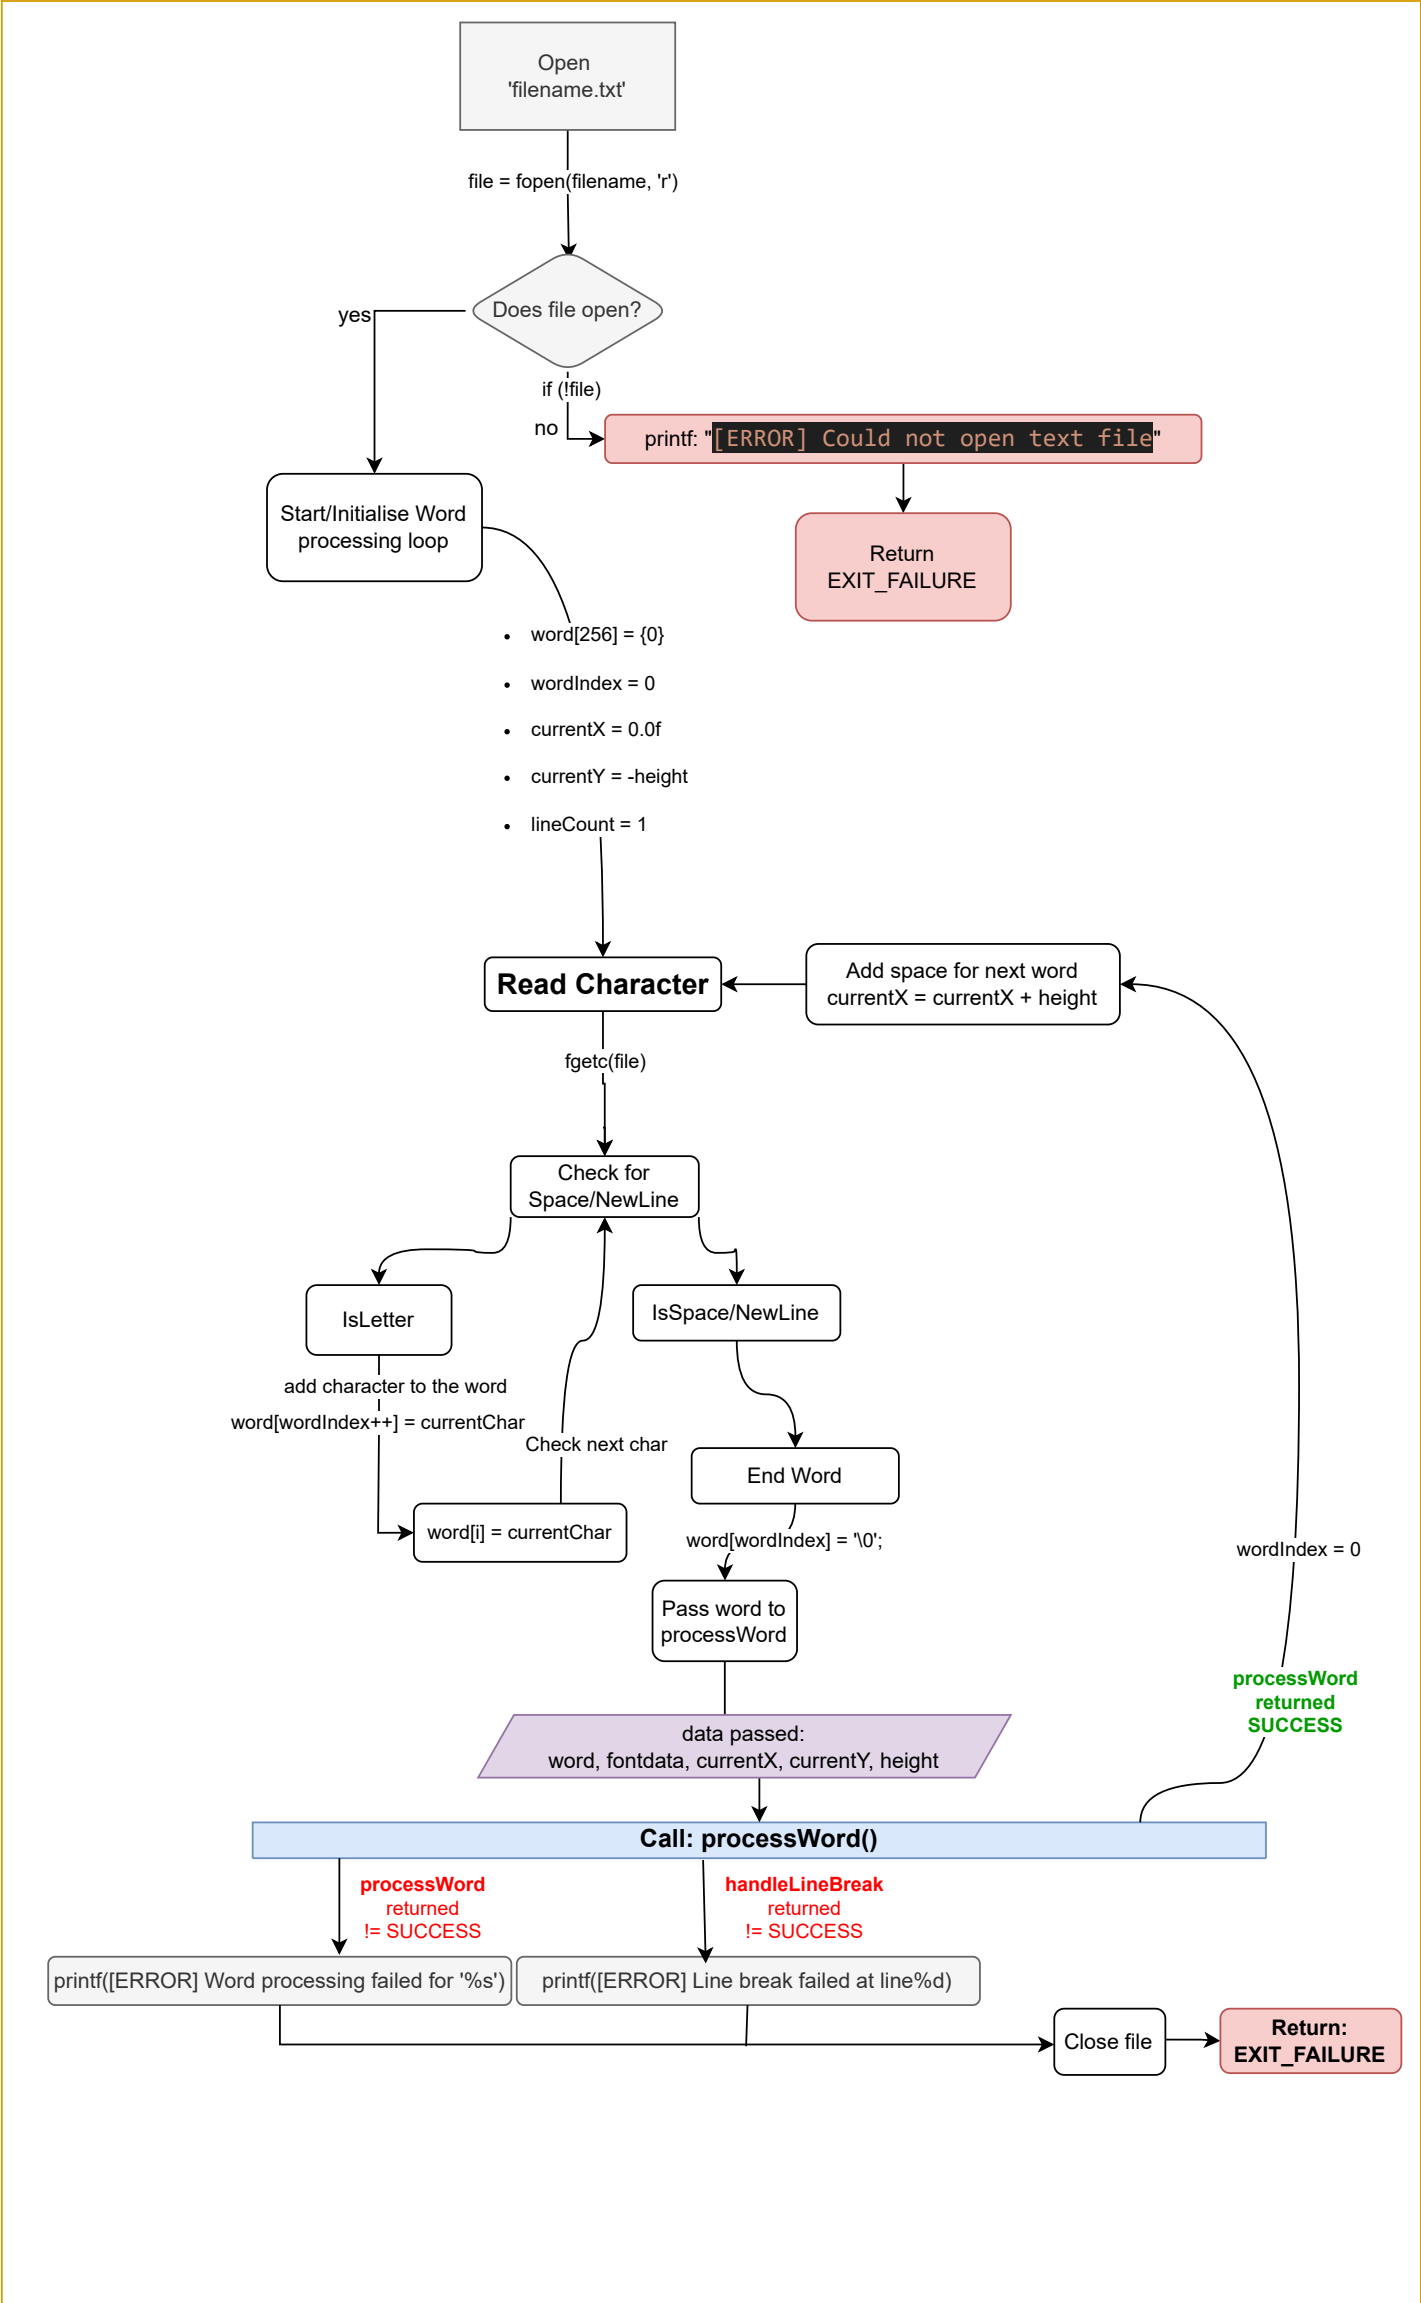 Open
'filename.txt'
file = fopen(filename, 'r')
Does file open?
yes
if (!file)
no
printf: "[ERROR] Could not open text file"
Start/Initialise Word
processing loop
Return
EXIT_FAILURE
• word[256] = {0}
• wordIndex = 0
• currentX = 0.0f
• currentY = -height
• lineCount = 1
Read Character
Add space for next word
currentX = currentX + height
fgetc(file)
Check for
Space/NewLine
IsLetter
IsSpace/NewLine
add character to the word
word[wordIndex++] = currentChar
Check next char
End Word
word[i] = currentChar
word[wordIndex] = '\0';
wordIndex = 0
Pass word to
processWord
processWord
returned
SUCCESS
data passed:
word, fontdata, currentX, currentY, height
Call: processWord()
processWord
returned
!= SUCCESS
handleLineBreak
returned
!= SUCCESS
printf([ERROR] Word processing failed for '%s')
printf([ERROR] Line break failed at line%d)
Close file
Return:
EXIT_FAILURE